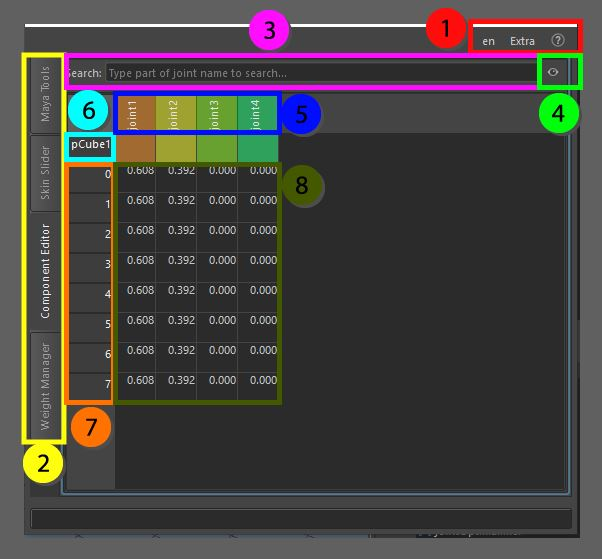 3
1
en Extra ?
Search: Type part of joint name to search...
4
6
joint1 joint2 joint3 joint4
5
pCube1
0 0.608 0.392 0.000 0.000
8
1 0.608 0.392 0.000 0.000
2 0.608 0.392 0.000 0.000
3 0.608 0.392 0.000 0.000
4 0.608 0.392 0.000 0.000
5 0.608 0.392 0.000 0.000
6 0.608 0.392 0.000 0.000
7 0.608 0.392 0.000 0.000
7
Maya Tools
Skin Slider
Component Editor
Weight Manager
2